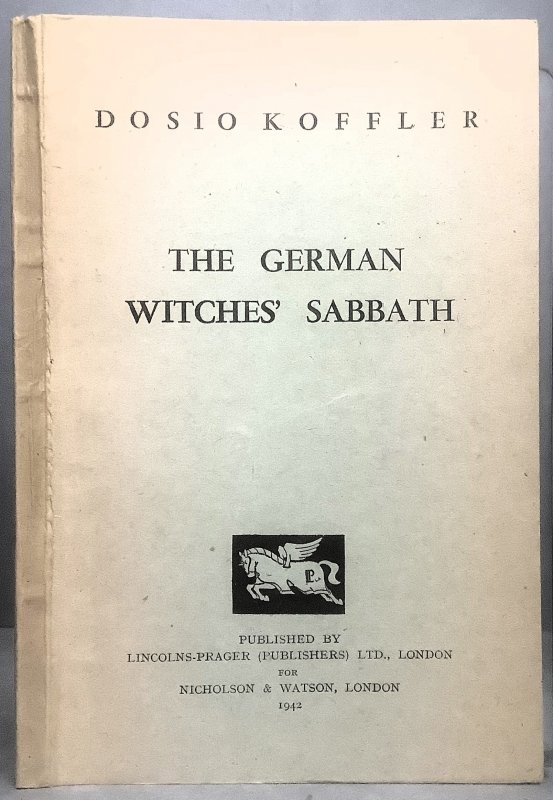 DOSIO KOFFLER
THE GERMAN
WITCHES' SABBATH
P
PUBLISHED BY
LINCOLNS-PRAGER (PUBLISHERS) LTD., LONDON
FOR
NICHOLSON & WATSON, LONDON
1942